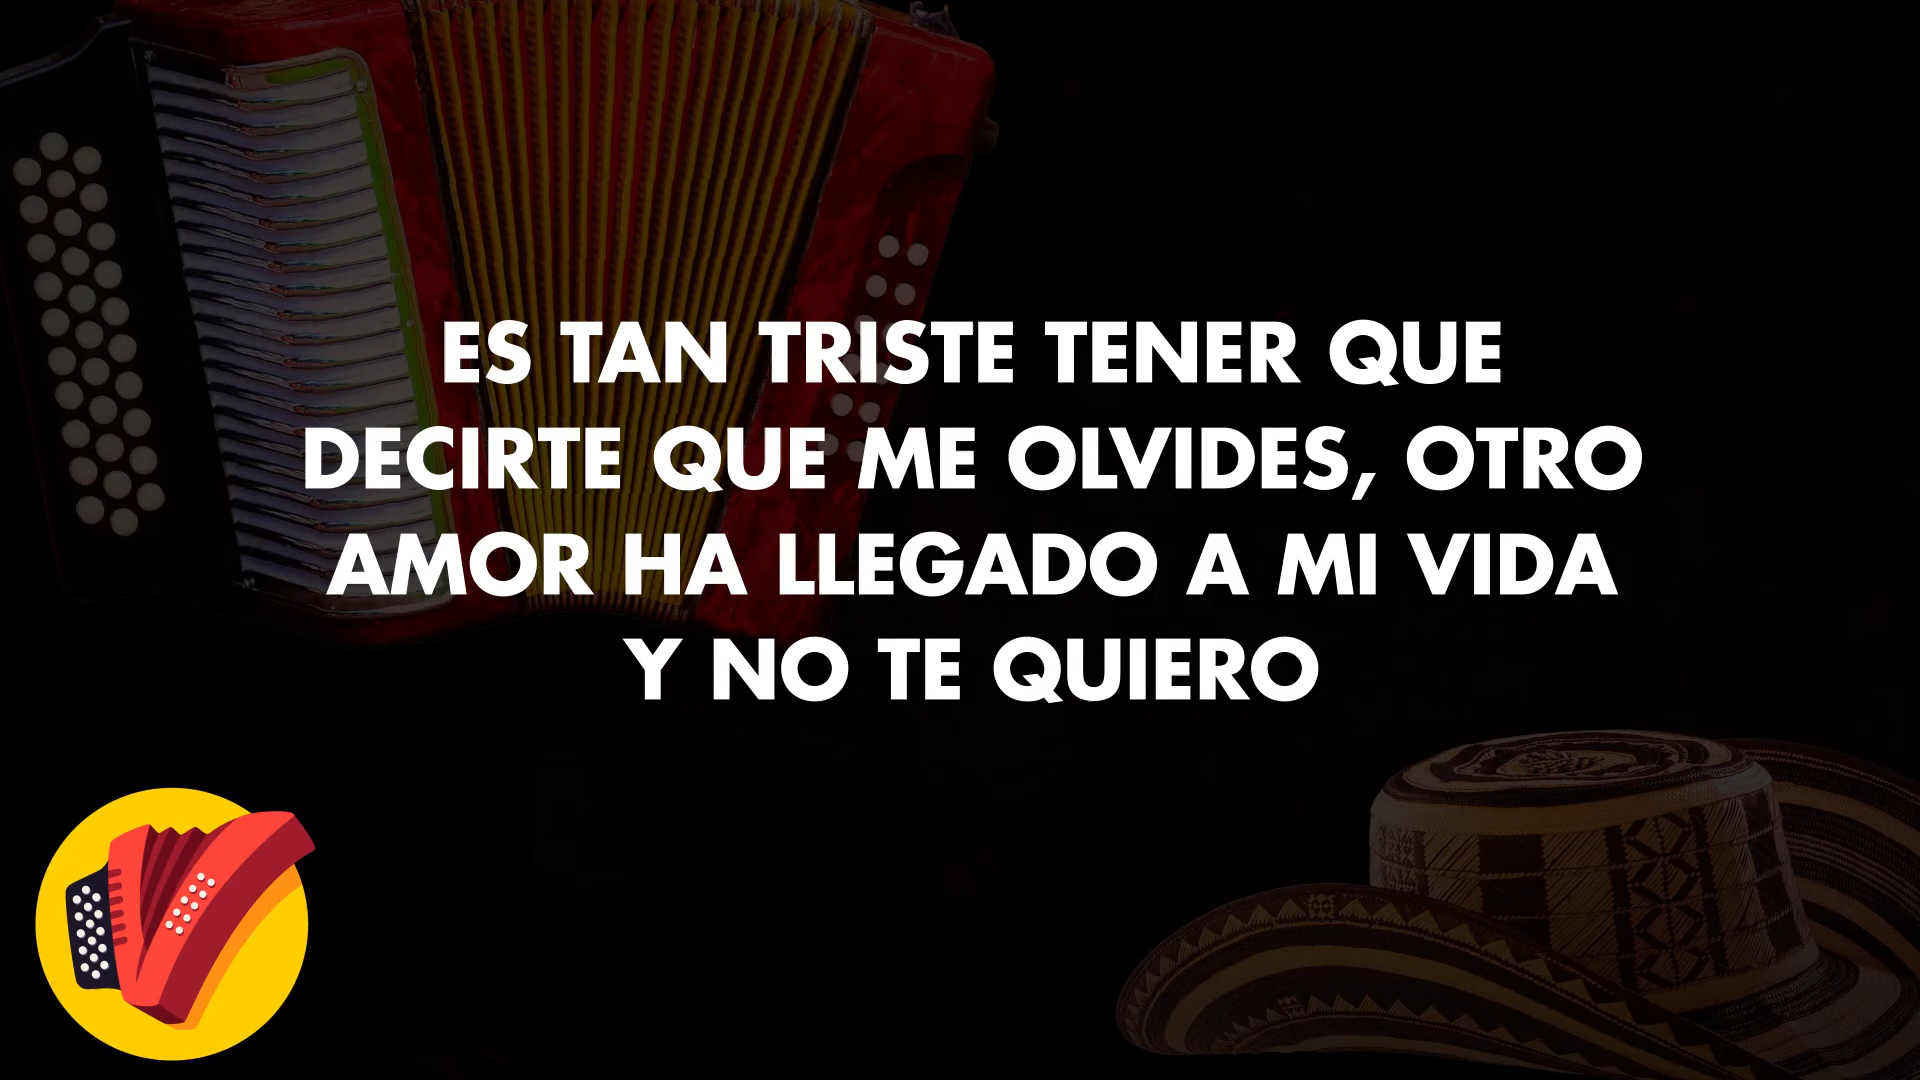 ES TAN TRISTE TENER QUE
DECIRTE QUE ME OLVIDES, OTRO
AMOR HA LLEGADO A MI VIDA
Y NO TE QUIERO